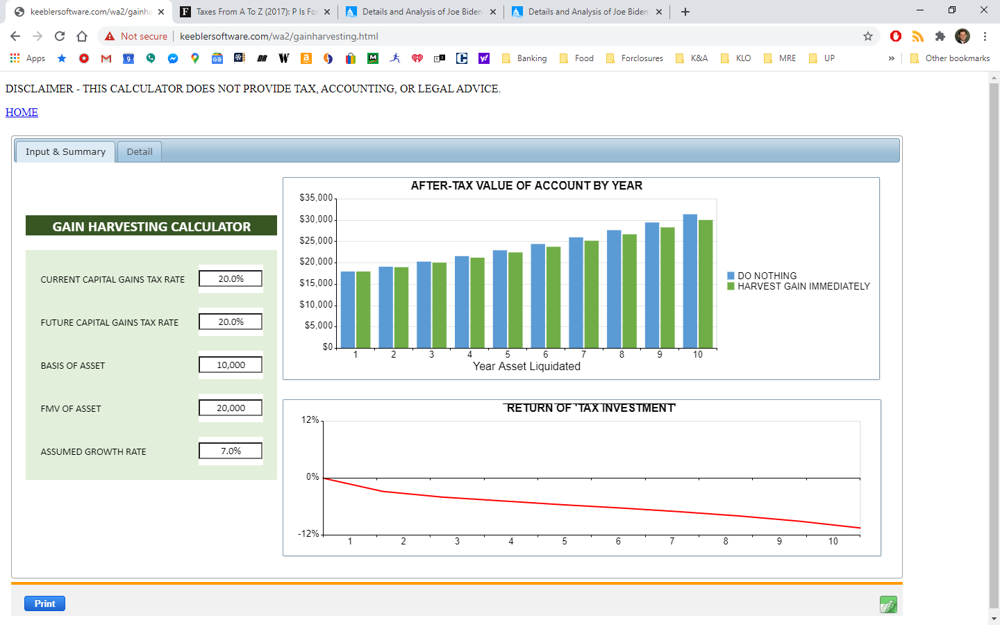 keeblersoftware.com/wa2/gainha
Taxes From A To Z (2017): P Is Fo
Details and Analysis of Joe Biden
Details and Analysis of Joe Biden
Not secure
keeblersoftware.com/wa2/gainharvesting.html
Apps
Banking
Food
Forclosures
K&A
KLO
MRE
UP
»
Other bookmarks
DISCLAIMER - THIS CALCULATOR DOES NOT PROVIDE TAX, ACCOUNTING, OR LEGAL ADVICE.
HOME
Input & Summary
Detail
GAIN HARVESTING CALCULATOR
CURRENT CAPITAL GAINS TAX RATE 20.0%
FUTURE CAPITAL GAINS TAX RATE 20.0%
BASIS OF ASSET 10,000
FMV OF ASSET 20,000
ASSUMED GROWTH RATE 7.0%
AFTER-TAX VALUE OF ACCOUNT BY YEAR
$35,000
$30,000
$25,000
$20,000
$15,000
$10,000
$5,000
$0
1 2 3 4 5 6 7 8 9 10
Year Asset Liquidated
DO NOTHING
HARVEST GAIN IMMEDIATELY
RETURN OF 'TAX INVESTMENT'
12%
0%
-12%
1 2 3 4 5 6 7 8 9 10
Print